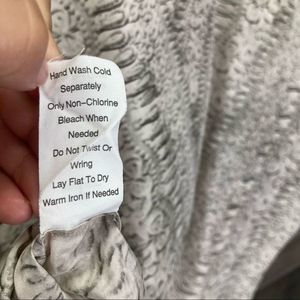 Hand Wash Cold
Separately
Only Non-Chlorine
Bleach When
Needed
Do Not Twist Or
Wring
Lay Flat To Dry
Warm Iron If Needed